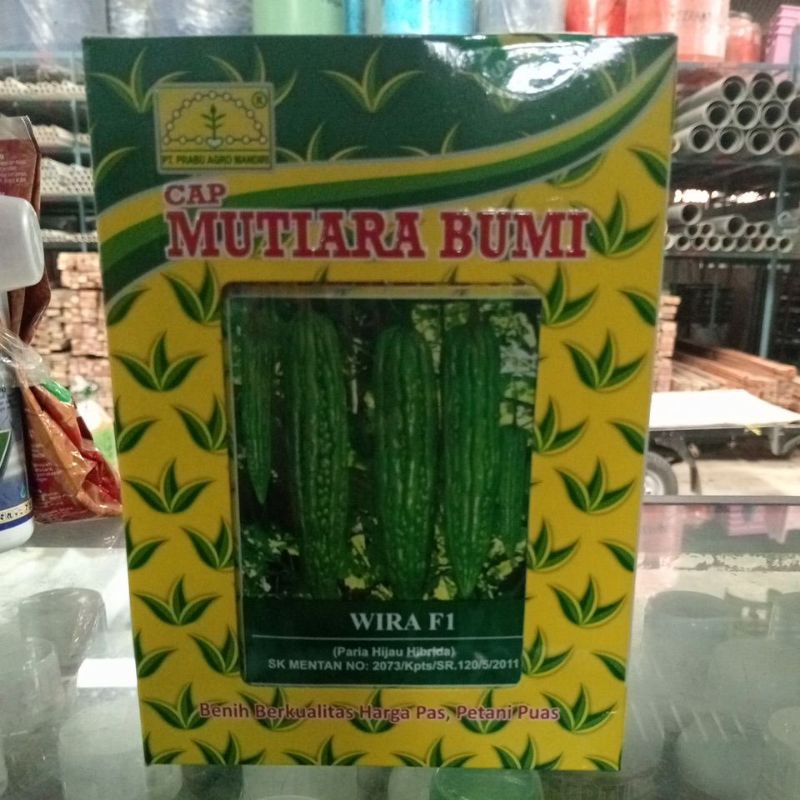 ®
PT. PRABU AGRO MANDIRI
CAP
MUTIARA BUMI
WIRA F1
(Paria Hijau Hibrida)
SK MENTAN NO: 2073/Kpts/SR.120/5/2011
Benih Berkualitas Harga Pas, Petani Puas